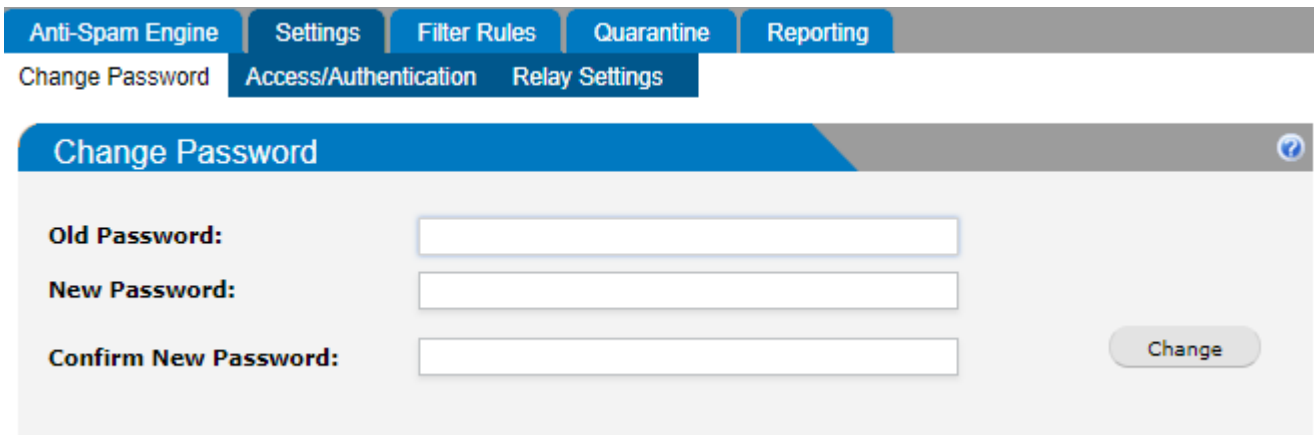 Anti-Spam Engine Settings Filter Rules Quarantine Reporting
Change Password Access/Authentication Relay Settings
Change Password ?
Old Password:
New Password:
Confirm New Password: Change